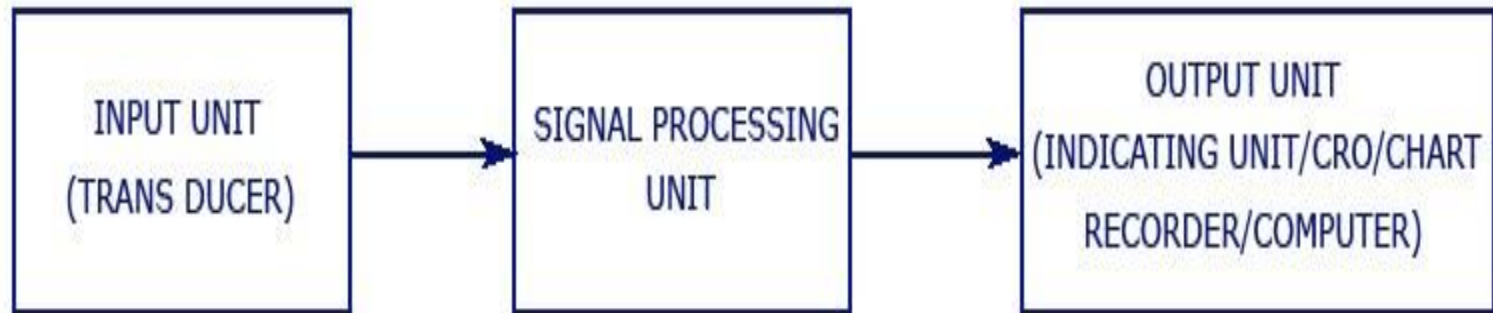 INPUT UNIT
(TRANS DUCER)
SIGNAL PROCESSING
UNIT
OUTPUT UNIT
(INDICATING UNIT/CRO/CHART
RECORDER/COMPUTER)